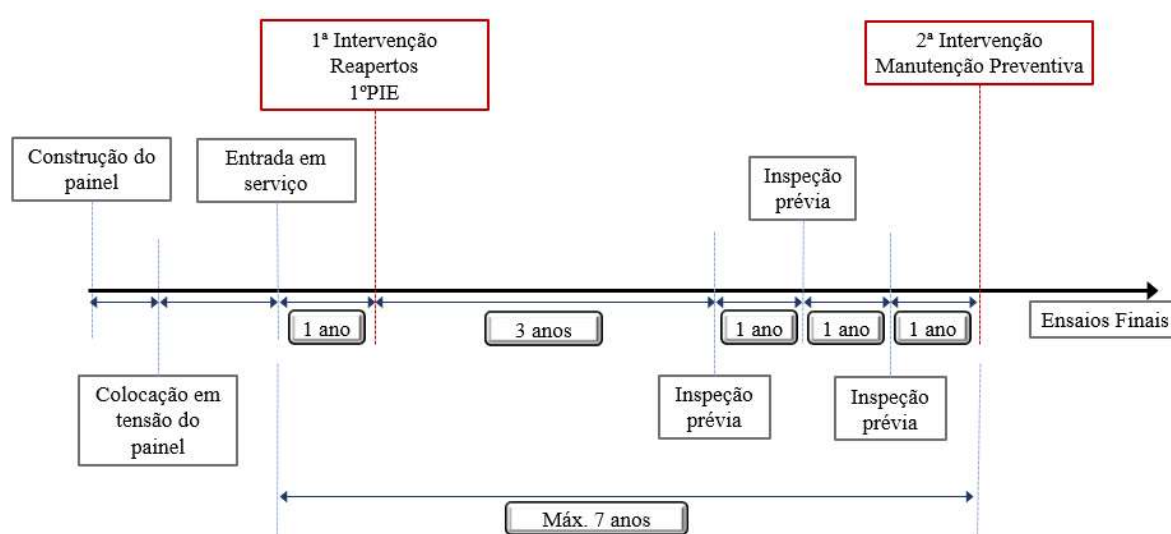 1ª Intervenção
Reapertos
1ºPIE
2ª Intervenção
Manutenção Preventiva
Construção do
painel
Entrada em
serviço
Inspeção
prévia
1 ano
3 anos
1 ano
1 ano
1 ano
Ensaios Finais
Colocação em
tensão do
painel
Inspeção
prévia
Inspeção
prévia
Máx. 7 anos